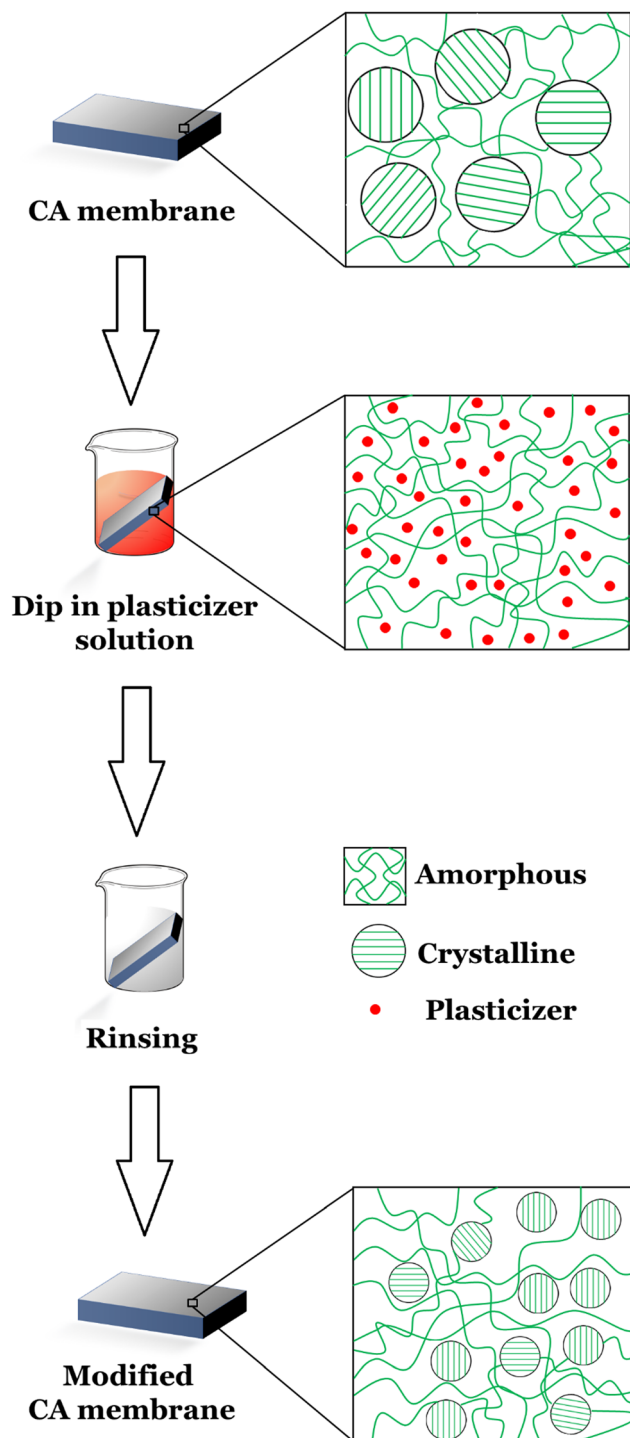 CA membrane
Dip in plasticizer
solution
Amorphous
Crystalline
Plasticizer
Rinsing
Modified
CA membrane